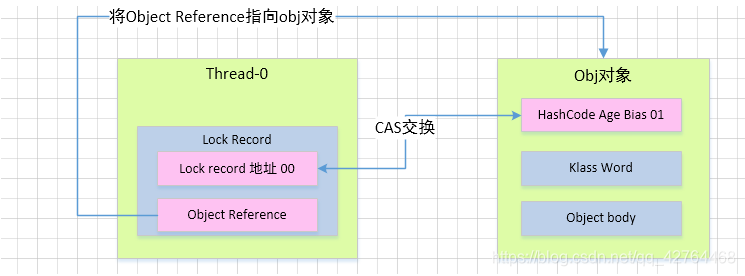 将Object Reference指向obj对象
Thread-0
Obj对象
Lock Record
CAS交换
HashCode Age Bias 01
Lock record 地址 00
Klass Word
Object Reference
Object body
https://blog.csdn.net/qq_42764468